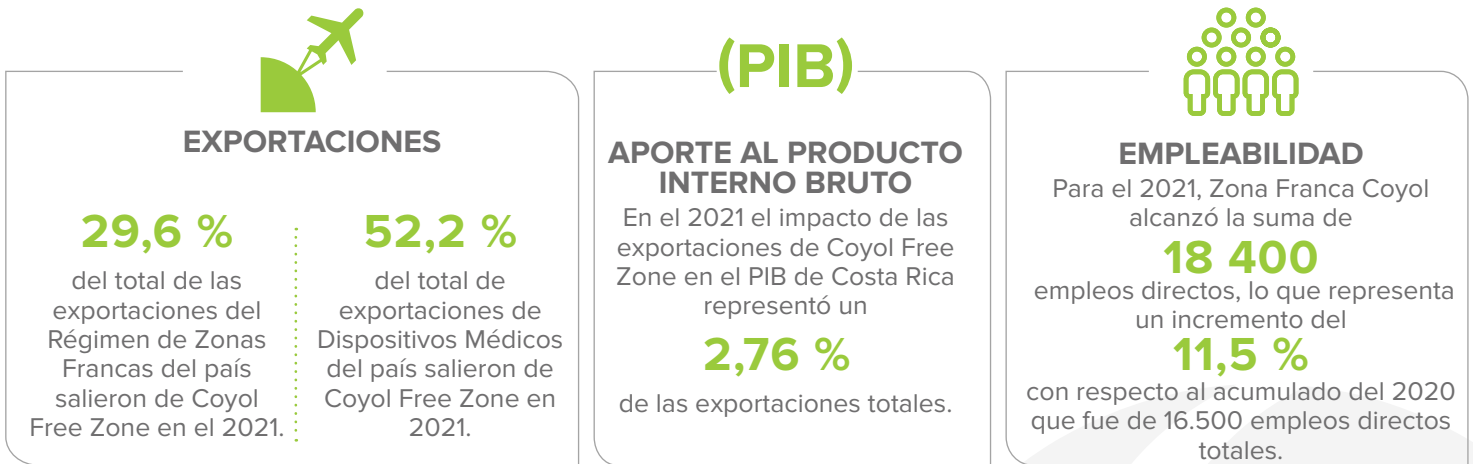 EXPORTACIONES
29,6 %
del total de las
exportaciones del
Régimen de Zonas
Francas del país
salieron de Coyol
Free Zone en el 2021.
52,2 %
del total de
exportaciones de
Dispositivos Médicos
del país salieron de
Coyol Free Zone en
2021.
(PIB)
APORTE AL PRODUCTO
INTERNO BRUTO
En el 2021 el impacto de las
exportaciones de Coyol Free
Zone en el PIB de Costa Rica
representó un
2,76 %
de las exportaciones totales.
EMPLEABILIDAD
Para el 2021, Zona Franca Coyol
alcanzó la suma de
18 400
empleos directos, lo que representa
un incremento del
11,5 %
con respecto al acumulado del 2020
que fue de 16.500 empleos directos
totales.